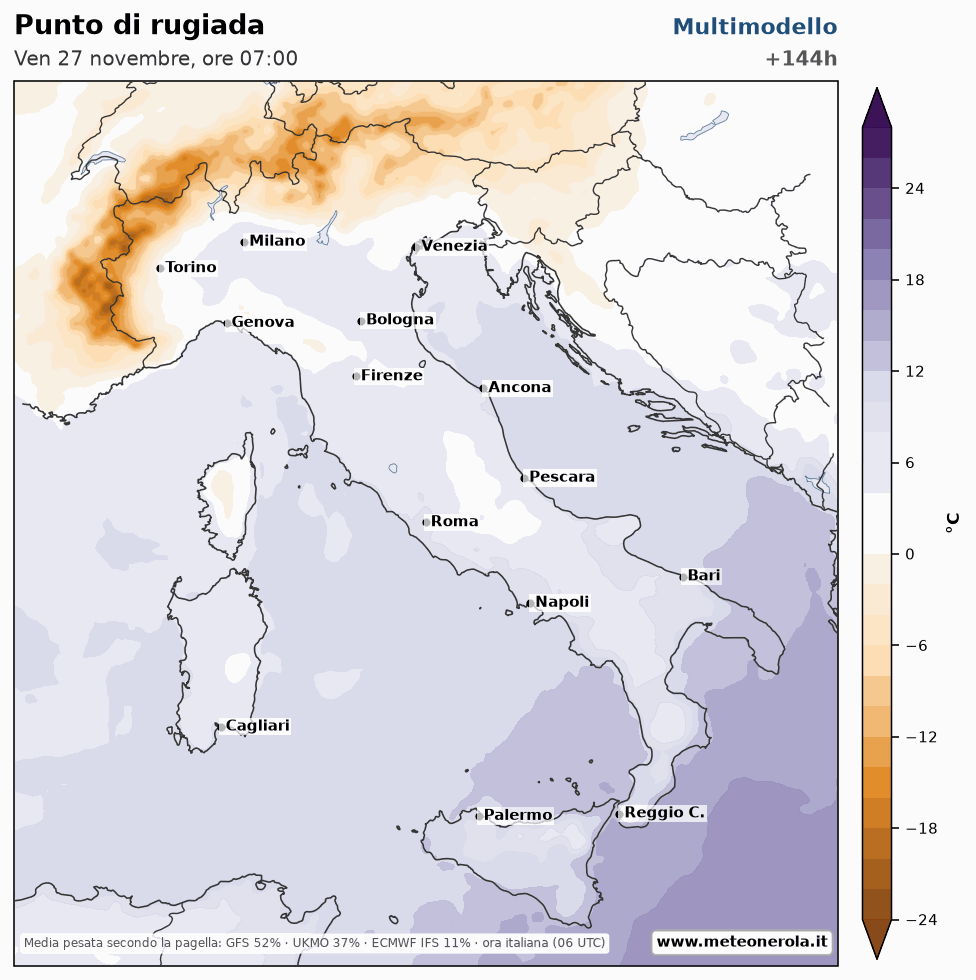 Punto di rugiada
Multimodello
Ven 27 novembre, ore 07:00
+144h
Milano
Venezia
Torino
Genova
Bologna
Firenze
Ancona
Pescara
Roma
Bari
Napoli
Cagliari
Palermo
Reggio C.
24
18
12
6
0
−6
−12
−18
−24
°C
Media pesata secondo la pagella: GFS 52% · UKMO 37% · ECMWF IFS 11% · ora italiana (06 UTC)
www.meteonerola.it